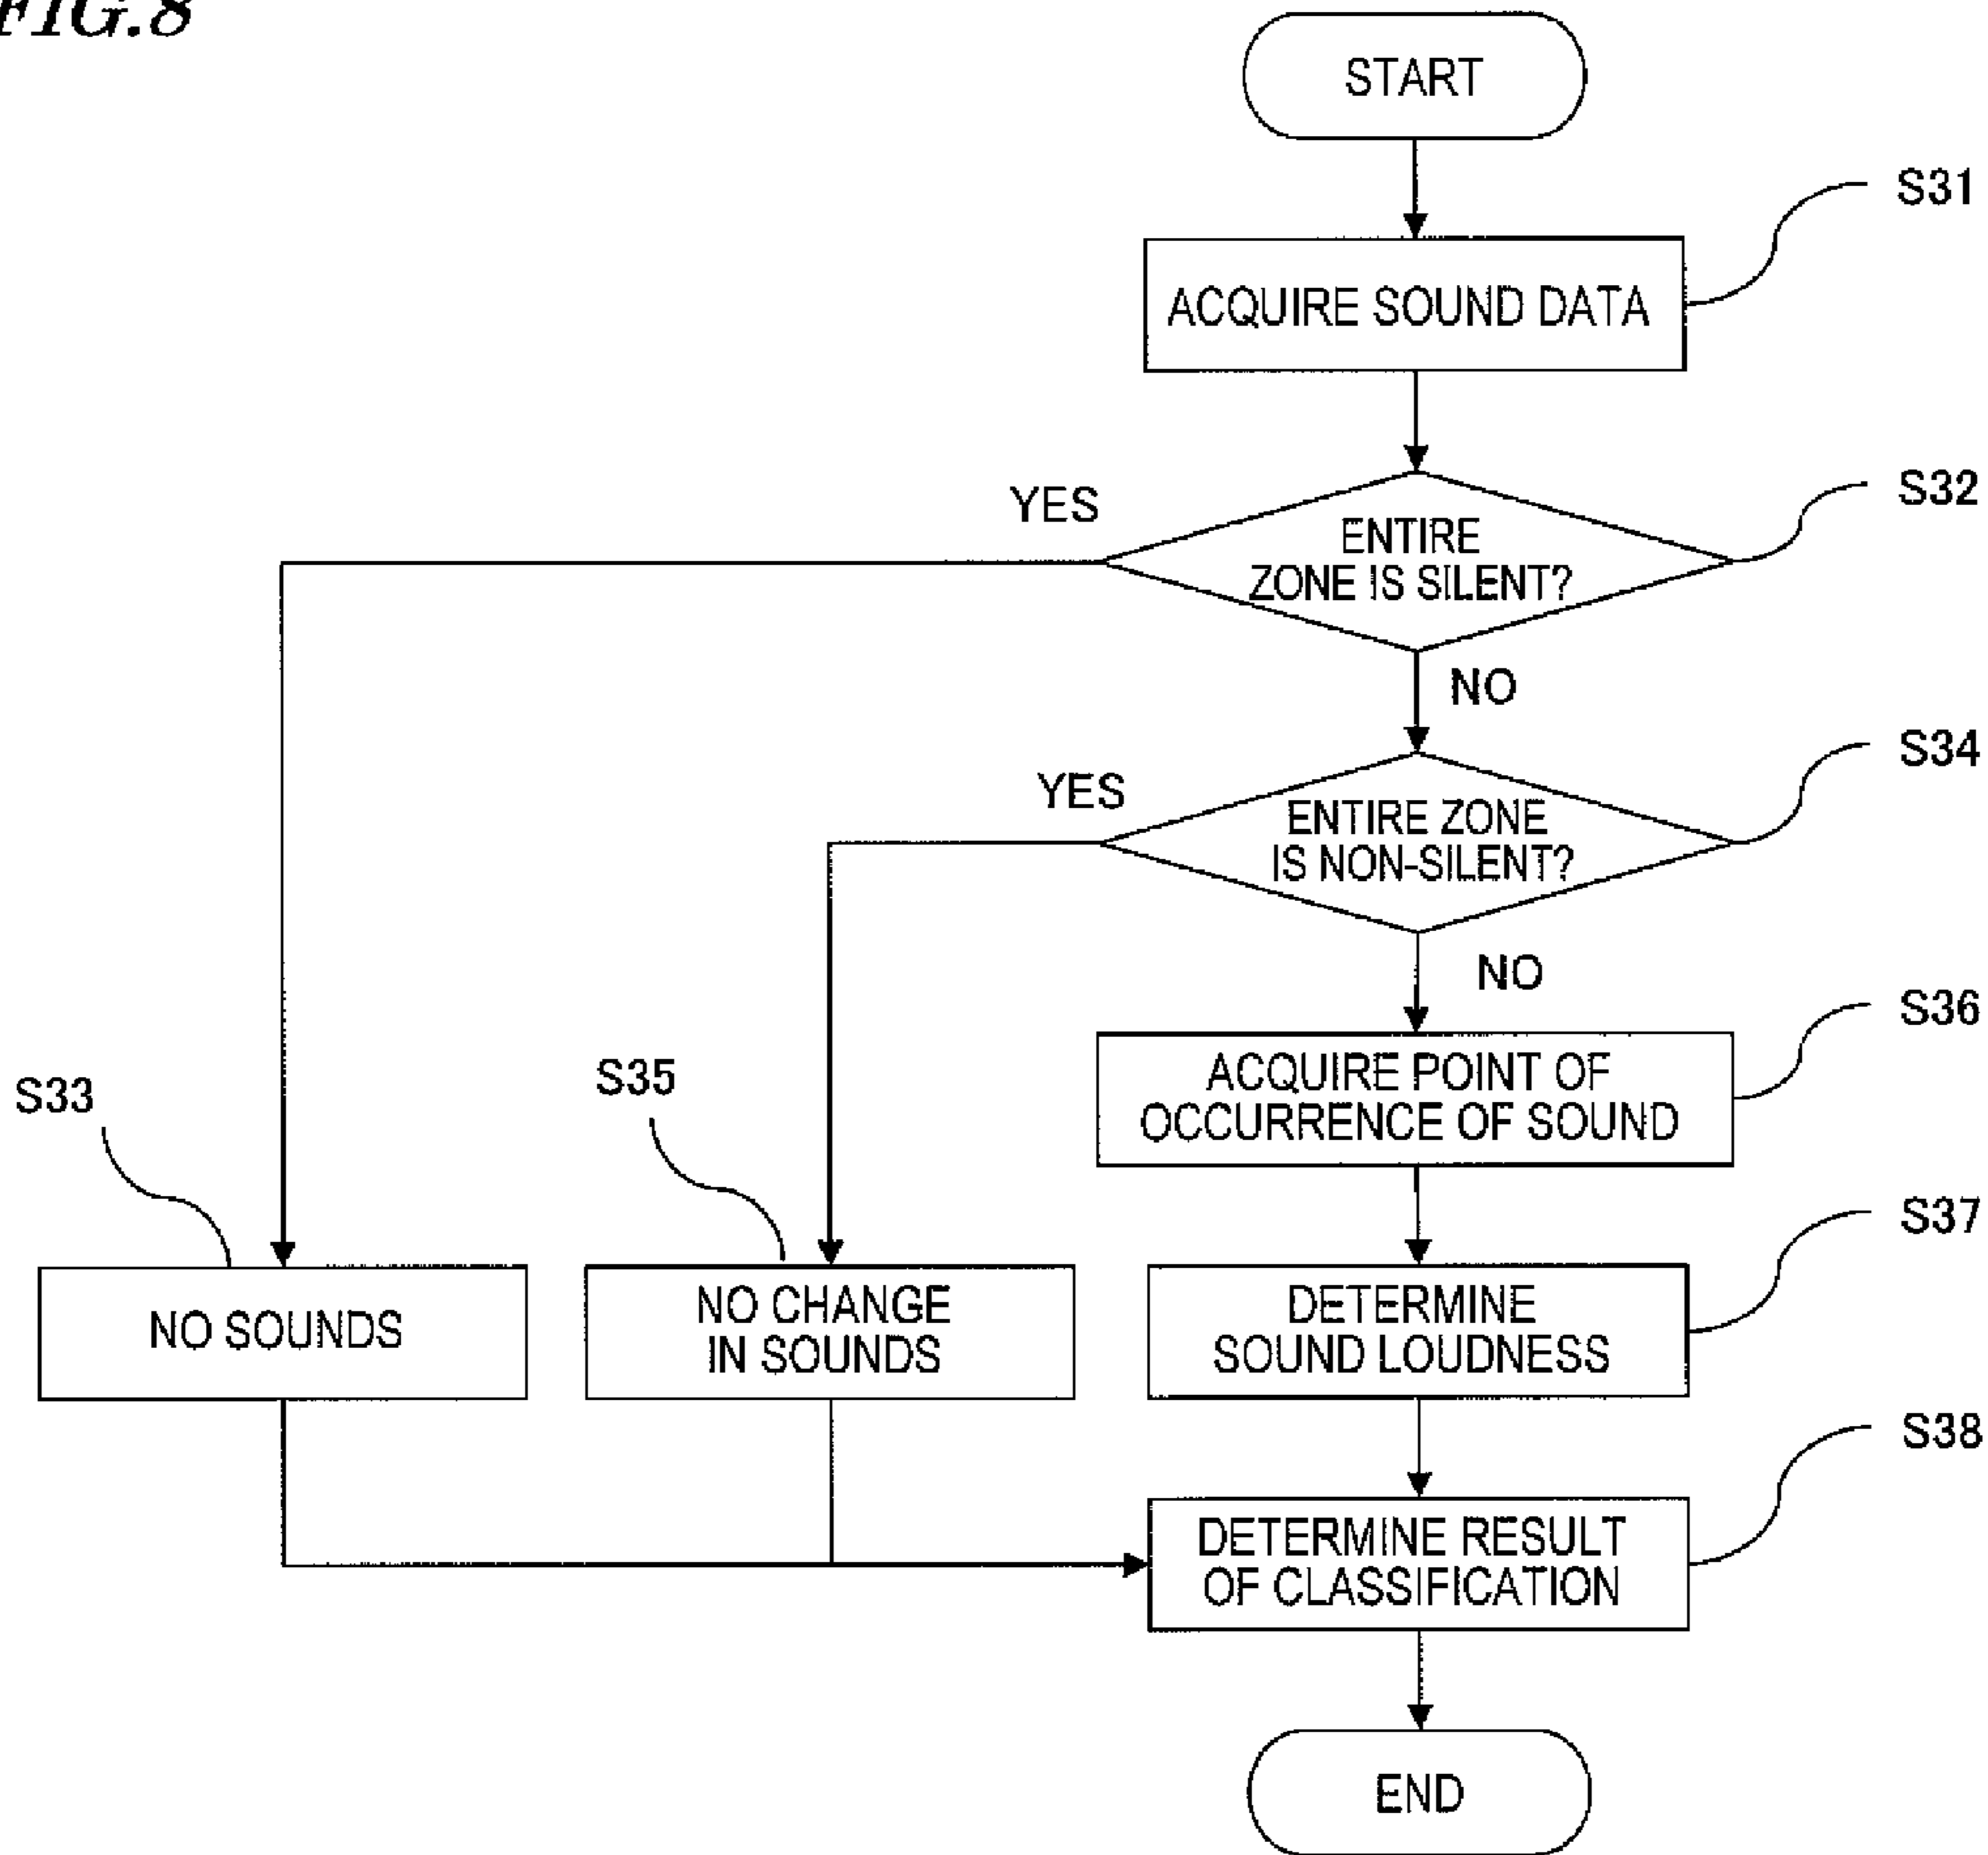 FIG.8
START
S31
ACQUIRE SOUND DATA
S32
YES
ENTIRE
ZONE IS SILENT?
NO
S34
YES
ENTIRE ZONE
IS NON-SILENT?
NO
S36
ACQUIRE POINT OF
OCCURRENCE OF SOUND
S33
S35
S37
NO SOUNDS
NO CHANGE
IN SOUNDS
DETERMINE
SOUND LOUDNESS
S38
DETERMINE RESULT
OF CLASSIFICATION
END